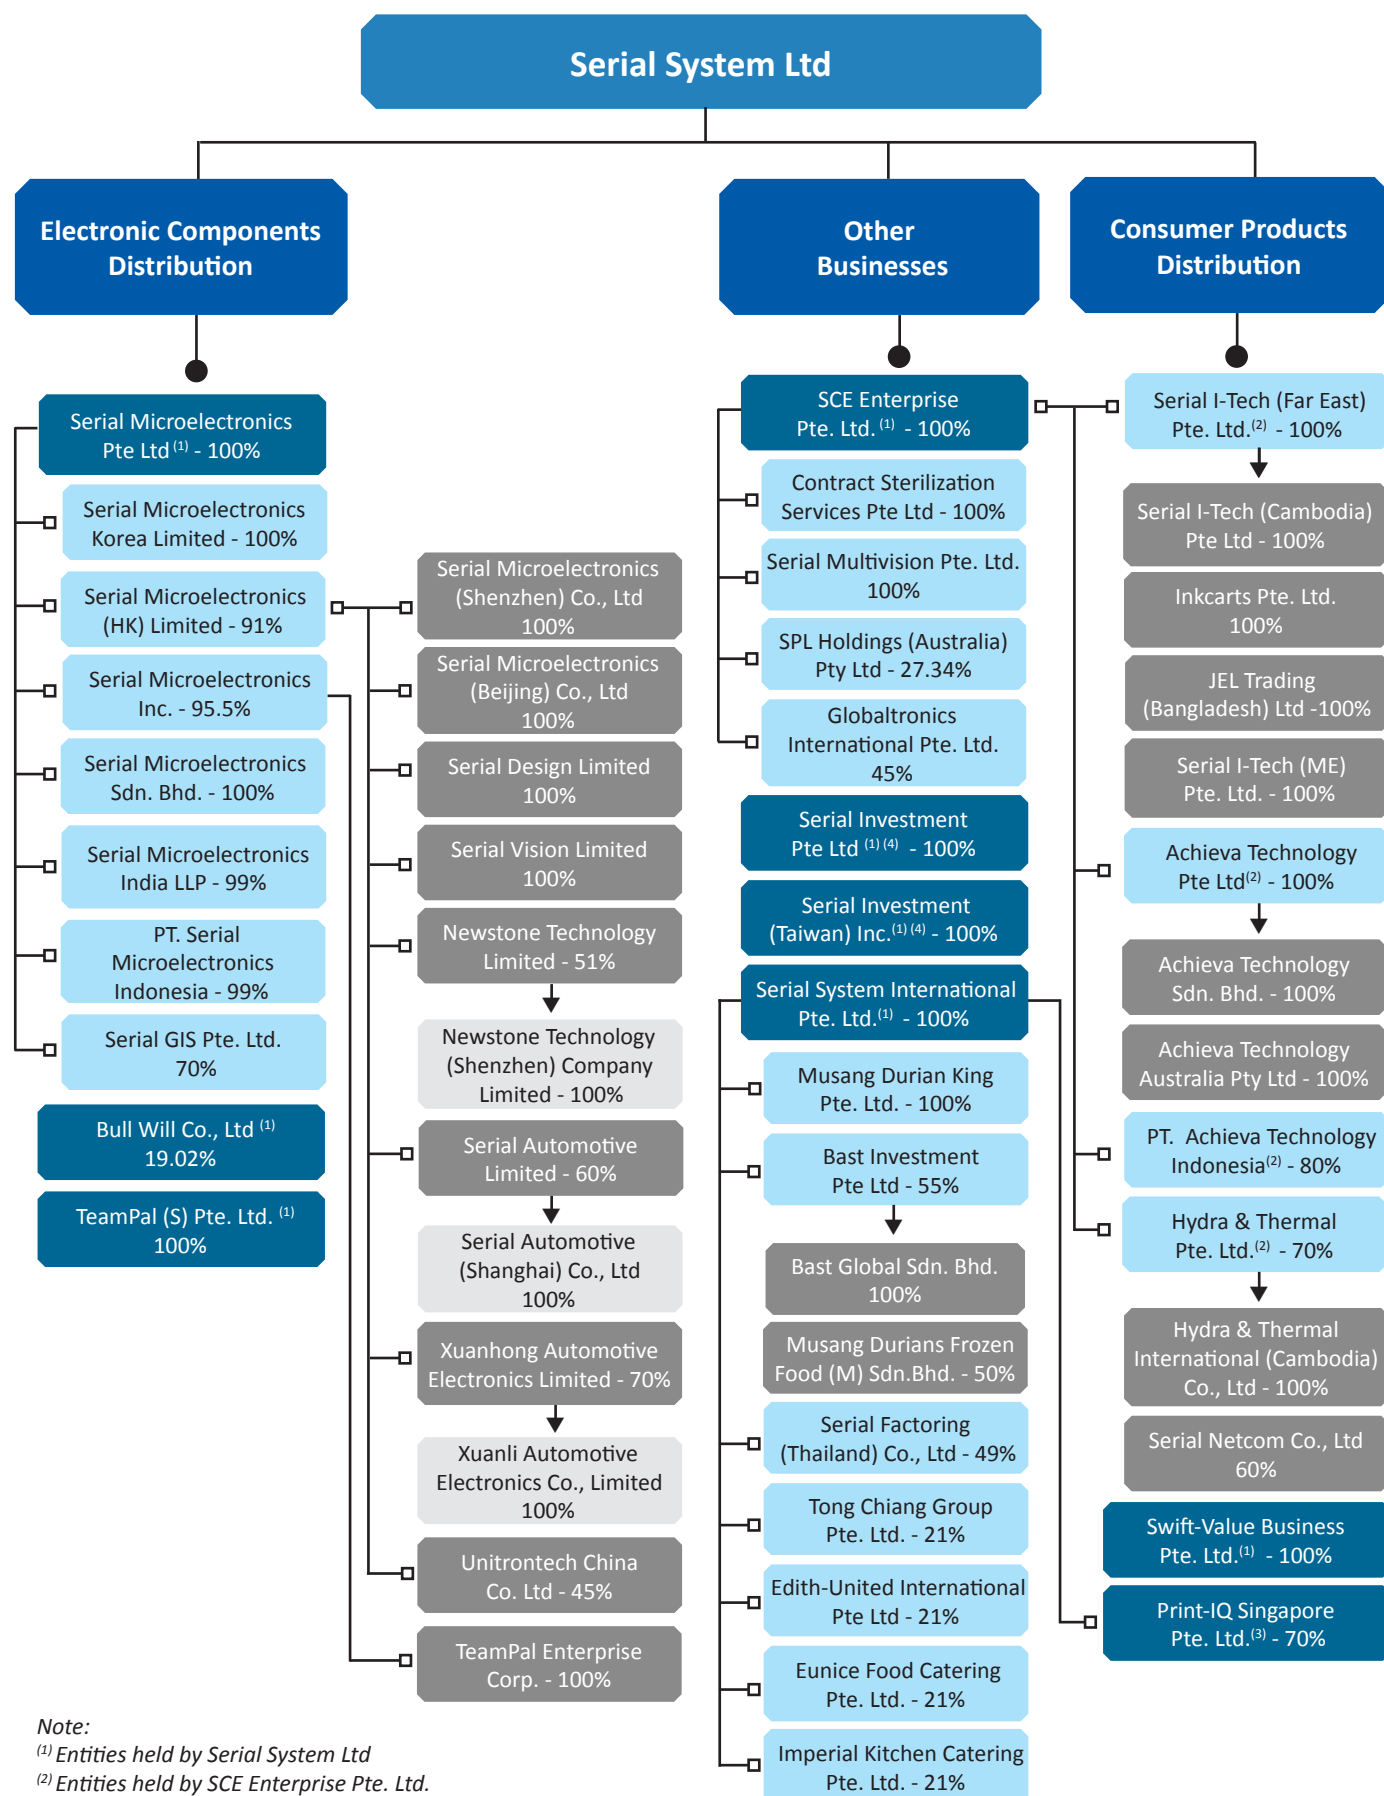 Serial System Ltd
Electronic Components
Distribution
Serial Microelectronics
Pte Ltd (1) - 100%
Serial Microelectronics
Korea Limited - 100%
Serial Microelectronics
(HK) Limited - 91%
Serial Microelectronics
Inc. - 95.5%
Serial Microelectronics
Sdn. Bhd. - 100%
Serial Microelectronics
India LLP - 99%
PT. Serial
Microelectronics
Indonesia - 99%
Serial GIS Pte. Ltd.
70%
Bull Will Co., Ltd (1)
19.02%
TeamPal (S) Pte. Ltd. (1)
100%
Serial Microelectronics
(Shenzhen) Co., Ltd
100%
Serial Microelectronics
(Beijing) Co., Ltd
100%
Serial Design Limited
100%
Serial Vision Limited
100%
Newstone Technology
Limited - 51%
Newstone Technology
(Shenzhen) Company
Limited - 100%
Serial Automotive
Limited - 60%
Serial Automotive
(Shanghai) Co., Ltd
100%
Xuanhong Automotive
Electronics Limited - 70%
Xuanli Automotive
Electronics Co., Limited
100%
Unitrontech China
Co. Ltd - 45%
TeamPal Enterprise
Corp. - 100%
Other
Businesses
SCE Enterprise
Pte. Ltd. (1) - 100%
Contract Sterilization
Services Pte Ltd - 100%
Serial Multivision Pte. Ltd.
100%
SPL Holdings (Australia)
Pty Ltd - 27.34%
Globaltronics
International Pte. Ltd.
45%
Serial Investment
Pte Ltd (1) (4) - 100%
Serial Investment
(Taiwan) Inc.(1) (4) - 100%
Serial System International
Pte. Ltd.(1) - 100%
Musang Durian King
Pte. Ltd. - 100%
Bast Investment
Pte Ltd - 55%
Bast Global Sdn. Bhd.
100%
Musang Durians Frozen
Food (M) Sdn.Bhd. - 50%
Serial Factoring
(Thailand) Co., Ltd - 49%
Tong Chiang Group
Pte. Ltd. - 21%
Edith-United International
Pte Ltd - 21%
Eunice Food Catering
Pte. Ltd. - 21%
Imperial Kitchen Catering
Pte. Ltd. - 21%
Consumer Products
Distribution
Serial I-Tech (Far East)
Pte. Ltd.(2) - 100%
Serial I-Tech (Cambodia)
Pte Ltd - 100%
Inkcarts Pte. Ltd.
100%
JEL Trading
(Bangladesh) Ltd -100%
Serial I-Tech (ME)
Pte. Ltd. - 100%
Achieva Technology
Pte Ltd(2) - 100%
Achieva Technology
Sdn. Bhd. - 100%
Achieva Technology
Australia Pty Ltd - 100%
PT. Achieva Technology
Indonesia(2) - 80%
Hydra & Thermal
Pte. Ltd.(2) - 70%
Hydra & Thermal
International (Cambodia)
Co., Ltd - 100%
Serial Netcom Co., Ltd
60%
Swift-Value Business
Pte. Ltd.(1) - 100%
Print-IQ Singapore
Pte. Ltd.(3) - 70%
Note:
(1) Entities held by Serial System Ltd
(2) Entities held by SCE Enterprise Pte. Ltd.